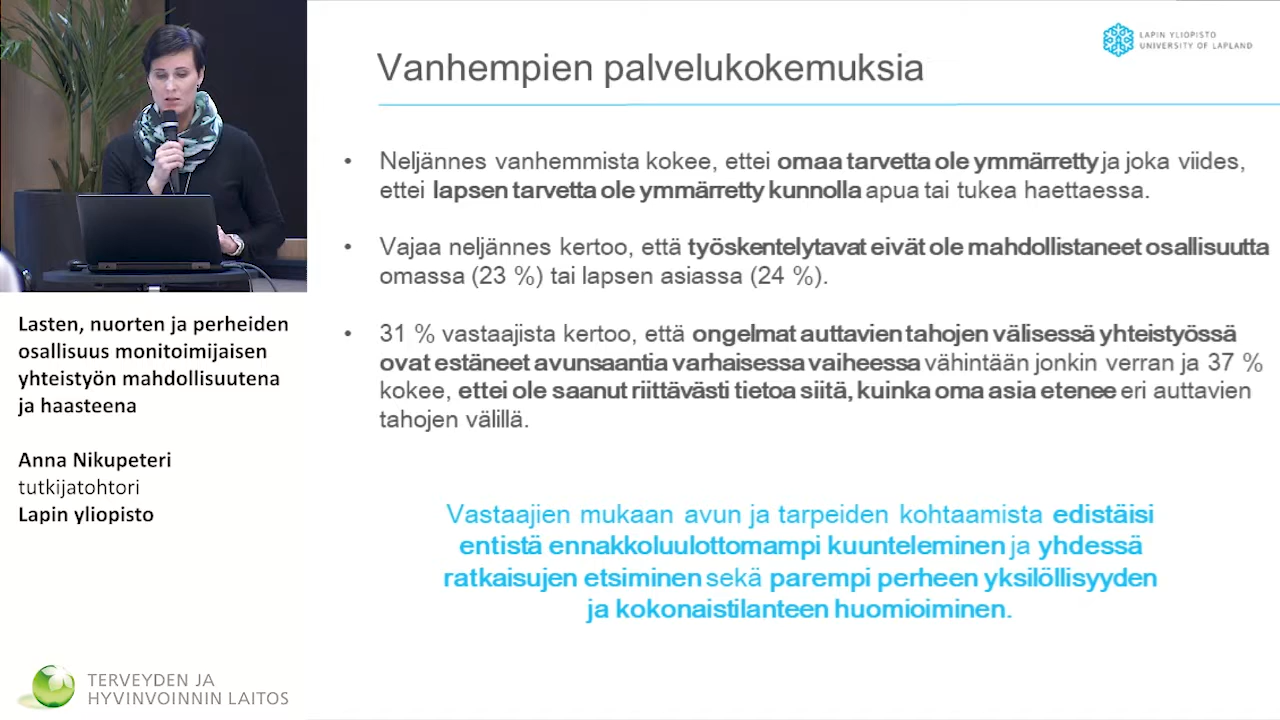 LAPIN YLIOPISTO
UNIVERSITY OF LAPLAND
Vanhempien palvelukokemuksia
• Neljännes vanhemmista kokee, ettei omaa tarvetta ole ymmärretty ja joka viides,
ettei lapsen tarvetta ole ymmärretty kunnolla apua tai tukea haettaessa.
• Vajaa neljännes kertoo, että työskentelytavat eivät ole mahdollistaneet osallisuutta
omassa (23 %) tai lapsen asiassa (24 %).
• 31 % vastaajista kertoo, että ongelmat auttavien tahojen välisessä yhteistyössä
ovat estäneet avunsaantia varhaisessa vaiheessa vähintään jonkin verran ja 37 %
kokee, ettei ole saanut riittävästi tietoa siitä, kuinka oma asia etenee eri auttavien
tahojen välillä.
Vastaajien mukaan avun ja tarpeiden kohtaamista edistäisi
entistä ennakkoluulottomampi kuunteleminen ja yhdessä
ratkaisujen etsiminen sekä parempi perheen yksilöllisyyden
ja kokonaistilanteen huomioiminen.
Lasten, nuorten ja perheiden
osallisuus monitoimijaisen
yhteistyön mahdollisuutena
ja haasteena
Anna Nikupeteri
tutkijatohtori
Lapin yliopisto
TERVEYDEN JA
HYVINVOINNIN LAITOS